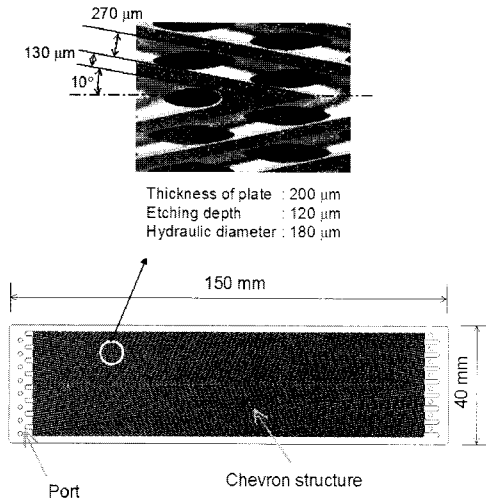 270 μm
130 μm
10°
Thickness of plate : 200 μm
Etching depth : 120 μm
Hydraulic diameter : 180 μm
150 mm
40 mm
Port
Chevron structure